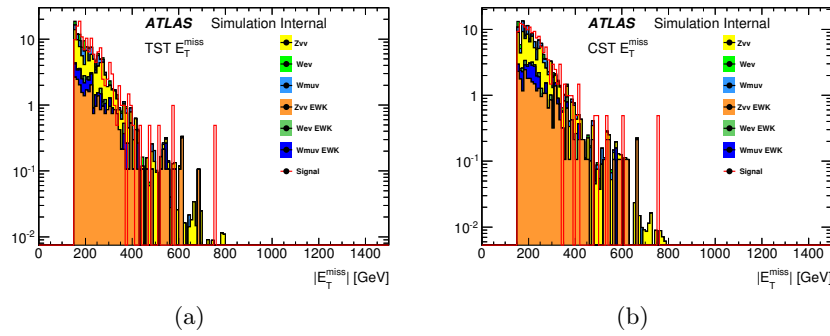 ATLAS Simulation Internal
TST E_T^miss
Zvv
Wev
Wmuv
Zvv EWK
Wev EWK
Wmuv EWK
Signal
10
1
10^-1
10^-2
0 200 400 600 800 1000 1200 1400
|E_T^miss| [GeV]
(a)
ATLAS Simulation Internal
CST E_T^miss
Zvv
Wev
Wmuv
Zvv EWK
Wev EWK
Wmuv EWK
Signal
10
1
10^-1
10^-2
0 200 400 600 800 1000 1200 1400
|E_T^miss| [GeV]
(b)